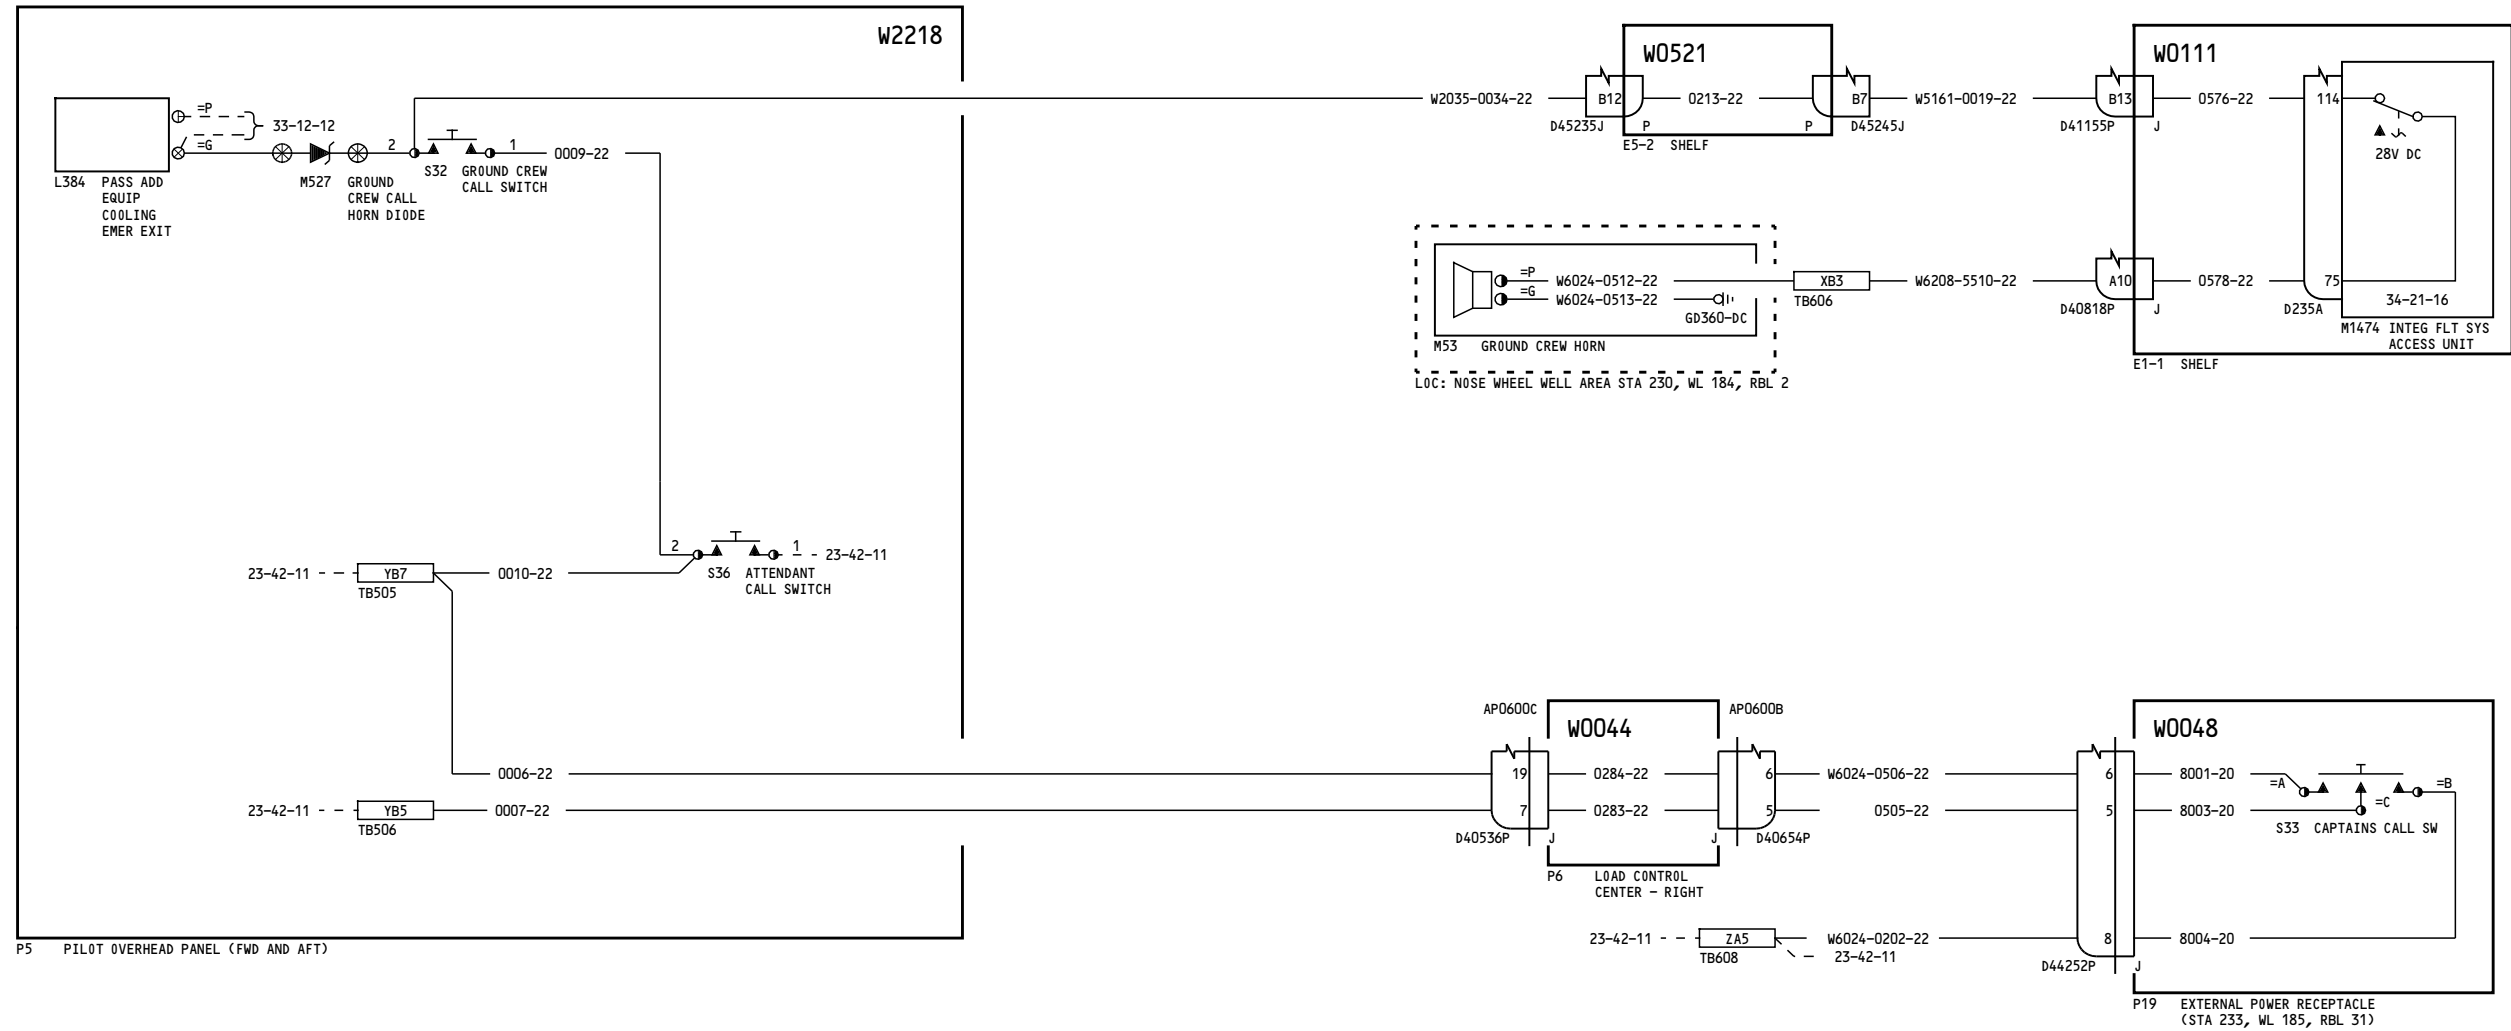 W2218
=P
33-12-12
=G
L384 PASS ADD
EQUIP
COOLING
EMER EXIT
M527 GROUND
CREW CALL
HORN DIODE
2
1
S32 GROUND CREW
CALL SWITCH
0009-22
2
1
23-42-11
S36 ATTENDANT
CALL SWITCH
23-42-11
YB7
TB505
0010-22
0006-22
23-42-11
YB5
TB506
0007-22
P5 PILOT OVERHEAD PANEL (FWD AND AFT)
W2035-0034-22
B12
D45235J
W0521
0213-22
P
P
E5-2 SHELF
B7
D45245J
W5161-0019-22
B13
D41155P
J
W0111
0576-22
114
28V DC
=P
W6024-0512-22
=G
W6024-0513-22
GD360-DC
M53 GROUND CREW HORN
LOC: NOSE WHEEL WELL AREA STA 230, WL 184, RBL 2
XB3
TB606
W6208-5510-22
A10
D40818P
J
0578-22
75
D235A
34-21-16
M1474 INTEG FLT SYS
ACCESS UNIT
E1-1 SHELF
AP0600C
AP0600B
W0044
19
0284-22
6
7
0283-22
5
D40536P
J
J
D40654P
P6 LOAD CONTROL
CENTER - RIGHT
W6024-0506-22
0505-22
W0048
6
8001-20
=A
=B
5
8003-20
=C
S33 CAPTAINS CALL SW
23-42-11
ZA5
TB608
W6024-0202-22
23-42-11
8
8004-20
D44252P
J
P19 EXTERNAL POWER RECEPTACLE
(STA 233, WL 185, RBL 31)